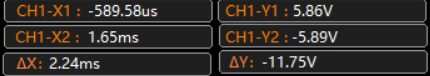 CH1-X1 : -589.58us CH1-Y1 : 5.86V
CH1-X2 : 1.65ms CH1-Y2 : -5.89V
ΔX: 2.24ms ΔY: -11.75V